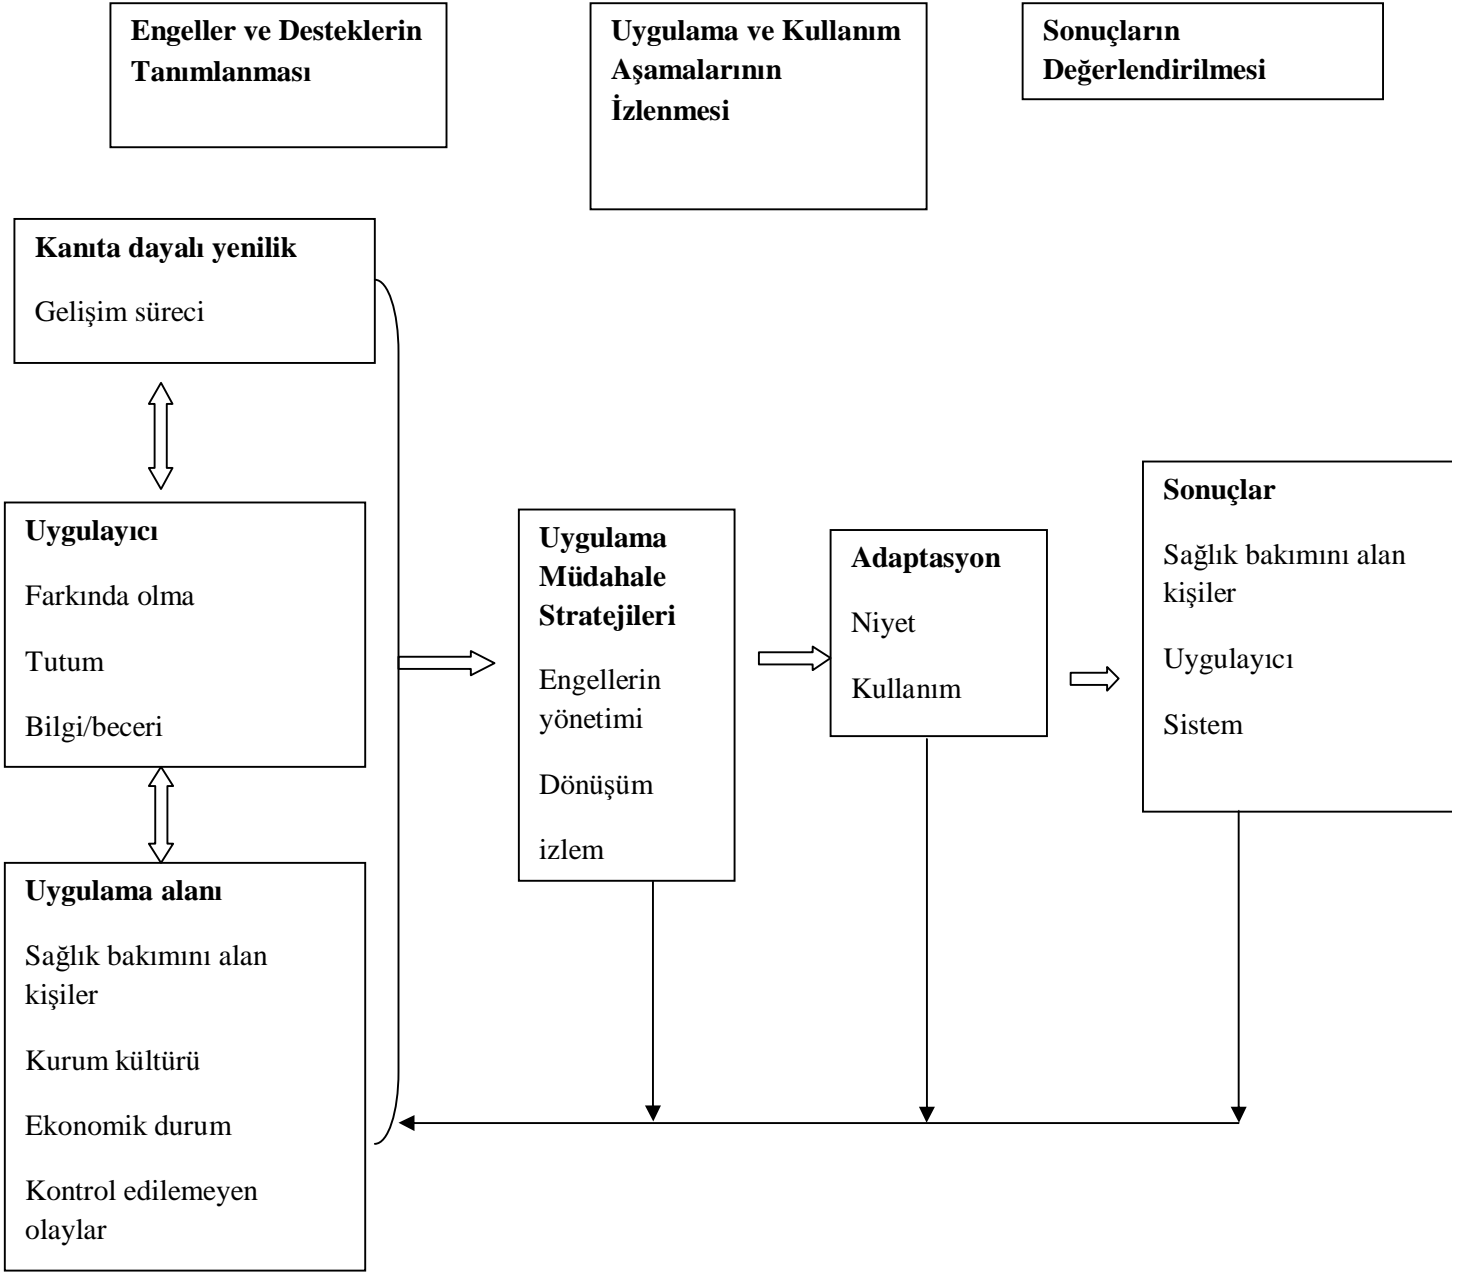 Engeller ve Desteklerin
Tanımlanması
Uygulama ve Kullanım
Aşamalarının
İzlenmesi
Sonuçların
Değerlendirilmesi
Kanıta dayalı yenilik
Gelişim süreci
Uygulayıcı
Farkında olma
Tutum
Bilgi/beceri
Uygulama alanı
Sağlık bakımını alan
kişiler
Kurum kültürü
Ekonomik durum
Kontrol edilemeyen
olaylar
Uygulama
Müdahale
Stratejileri
Engellerin
yönetimi
Dönüşüm
izlem
Adaptasyon
Niyet
Kullanım
Sonuçlar
Sağlık bakımını alan
kişiler
Uygulayıcı
Sistem